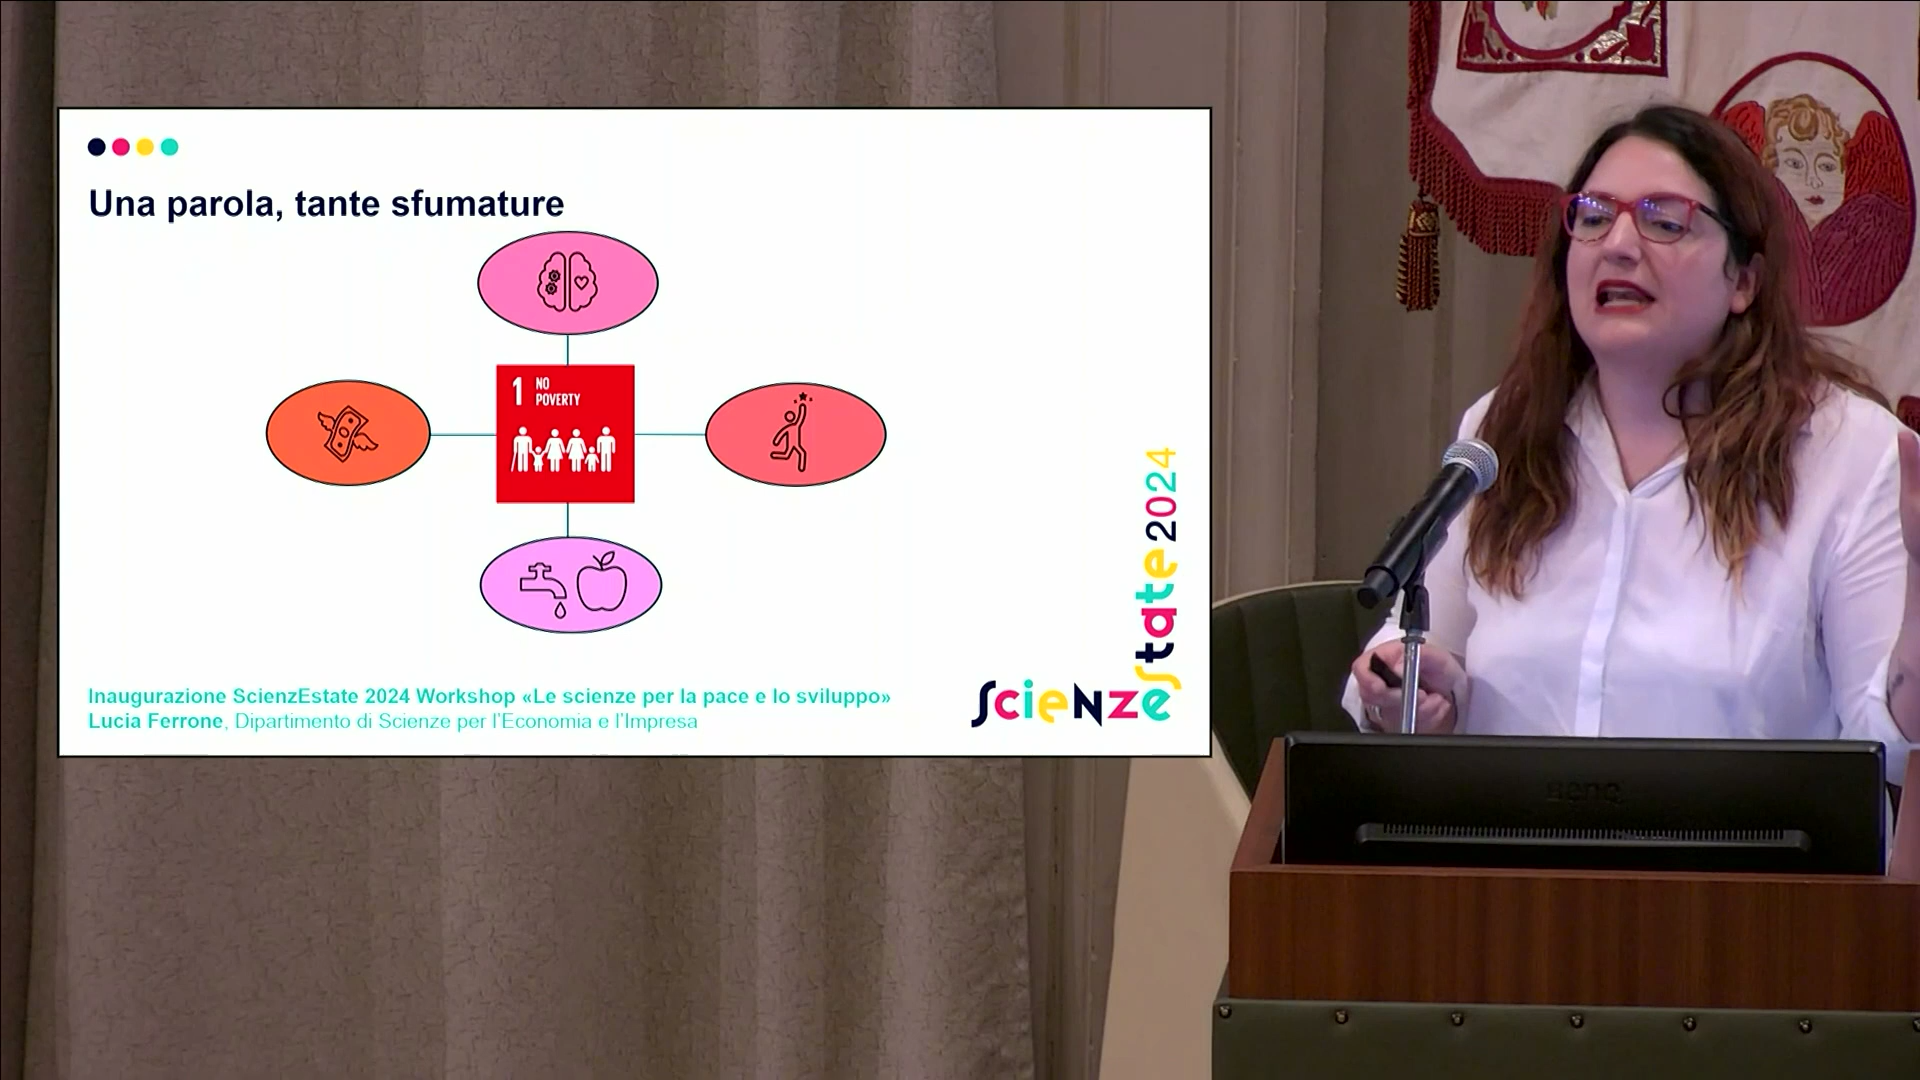 Una parola, tante sfumature
1 NO
POVERTY
Inaugurazione ScienzEstate 2024 Workshop «Le scienze per la pace e lo sviluppo»
Lucia Ferrone, Dipartimento di Scienze per l'Economia e l'Impresa
ScieNzeState2024
BenQ